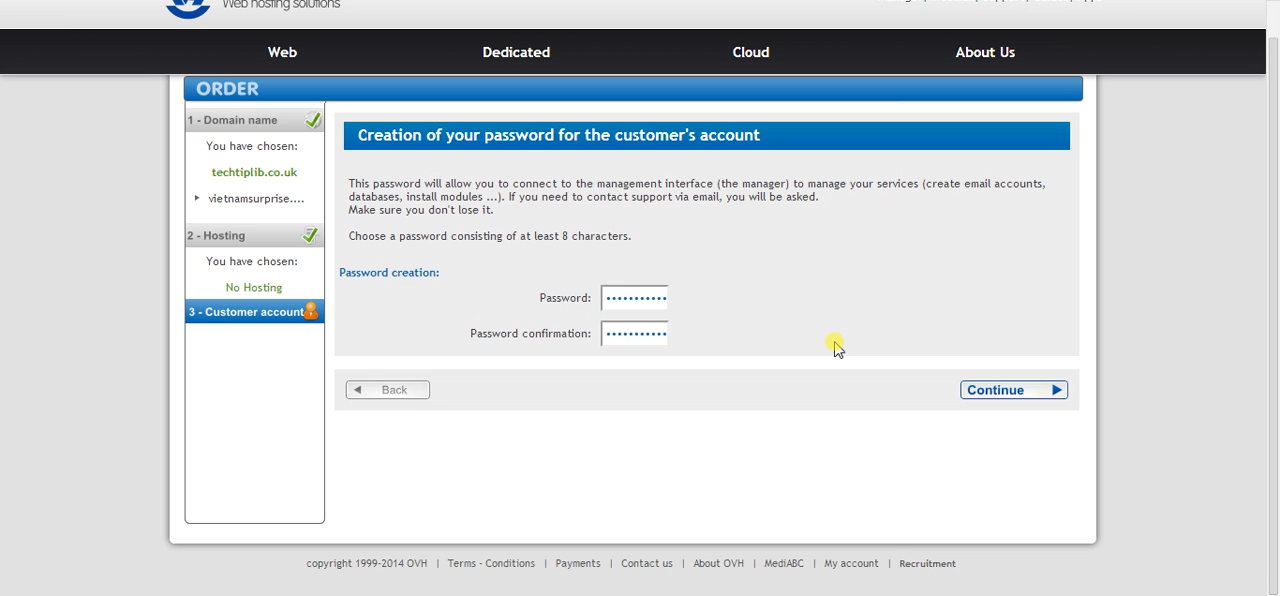 Web hosting solutions
Web
Dedicated
Cloud
About Us
ORDER
1 - Domain name
You have chosen:
techtiplib.co.uk
vietnamsurprise....
2 - Hosting
You have chosen:
No Hosting
3 - Customer account
Creation of your password for the customer's account
This password will allow you to connect to the management interface (the manager) to manage your services (create email accounts,
databases, install modules ...). If you need to contact support via email, you will be asked.
Make sure you don't lose it.
Choose a password consisting of at least 8 characters.
Password creation:
Password: •••••••••••
Password confirmation: •••••••••••
Back
Continue
copyright 1999-2014 OVH | Terms - Conditions | Payments | Contact us | About OVH | MediABC | My account | Recruitment